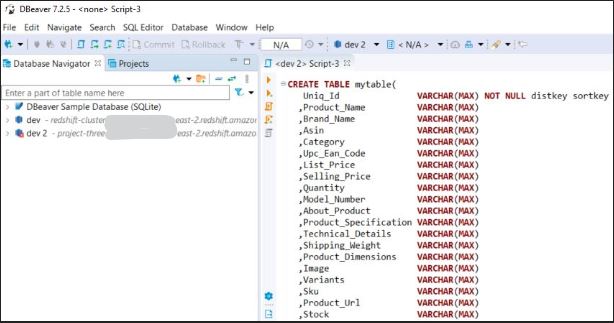 DBeaver 7.2.5 - <none> Script-3
File Edit Navigate Search SQL Editor Database Window Help
Commit Rollback T N/A dev 2 < N/A >
Database Navigator Projects
<dev 2> Script-3
Enter a part of table name here
DBeaver Sample Database (SQLite)
dev - redshift-cluster east-2.redshift.amazor
dev 2 - project-three east-2.redshift.amazo
CREATE TABLE mytable(
Uniq_Id VARCHAR(MAX) NOT NULL distkey sortkey
,Product_Name VARCHAR(MAX)
,Brand_Name VARCHAR(MAX)
,Asin VARCHAR(MAX)
,Category VARCHAR(MAX)
,Upc_Ean_Code VARCHAR(MAX)
,List_Price VARCHAR(MAX)
,Selling_Price VARCHAR(MAX)
,Quantity VARCHAR(MAX)
,Model_Number VARCHAR(MAX)
,About_Product VARCHAR(MAX)
,Product_Specification VARCHAR(MAX)
,Technical_Details VARCHAR(MAX)
,Shipping_Weight VARCHAR(MAX)
,Product_Dimensions VARCHAR(MAX)
,Image VARCHAR(MAX)
,Variants VARCHAR(MAX)
,Sku VARCHAR(MAX)
,Product_Url VARCHAR(MAX)
,Stock VARCHAR(MAX)